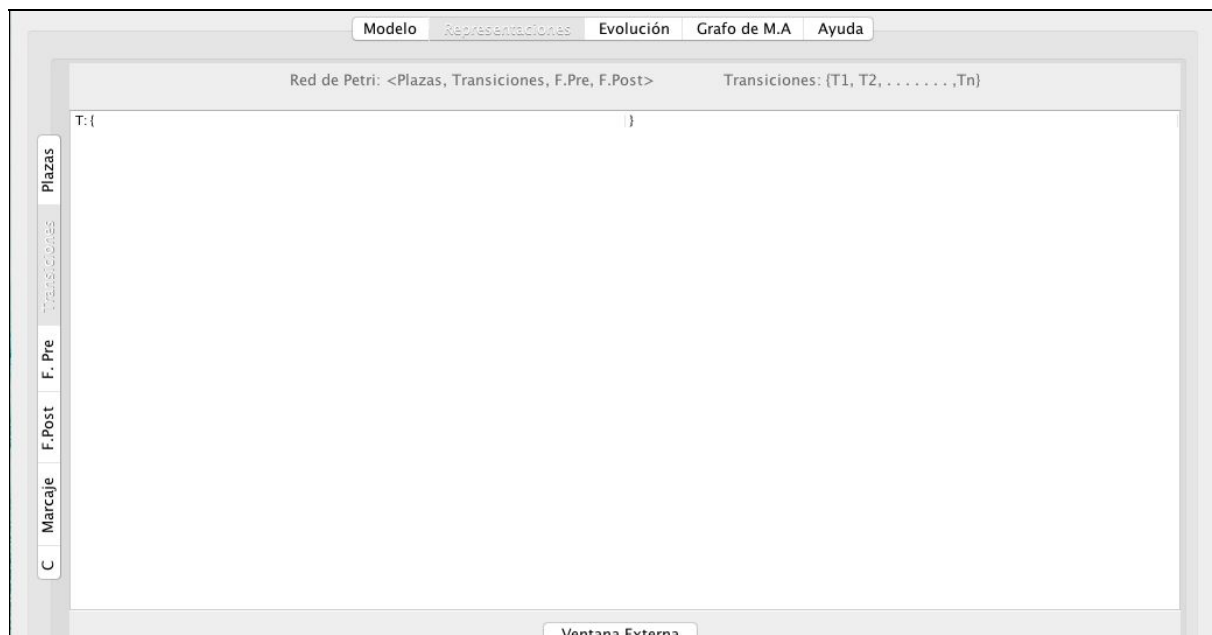 Modelo Representaciones Evolución Grafo de M.A Ayuda
Red de Petri: <Plazas, Transiciones, F.Pre, F.Post> Transiciones: {T1, T2, . . . . . . . ,Tn}
T: { }
Plazas
Transiciones
F. Pre
F.Post
Marcaje
C
Ventana Externa